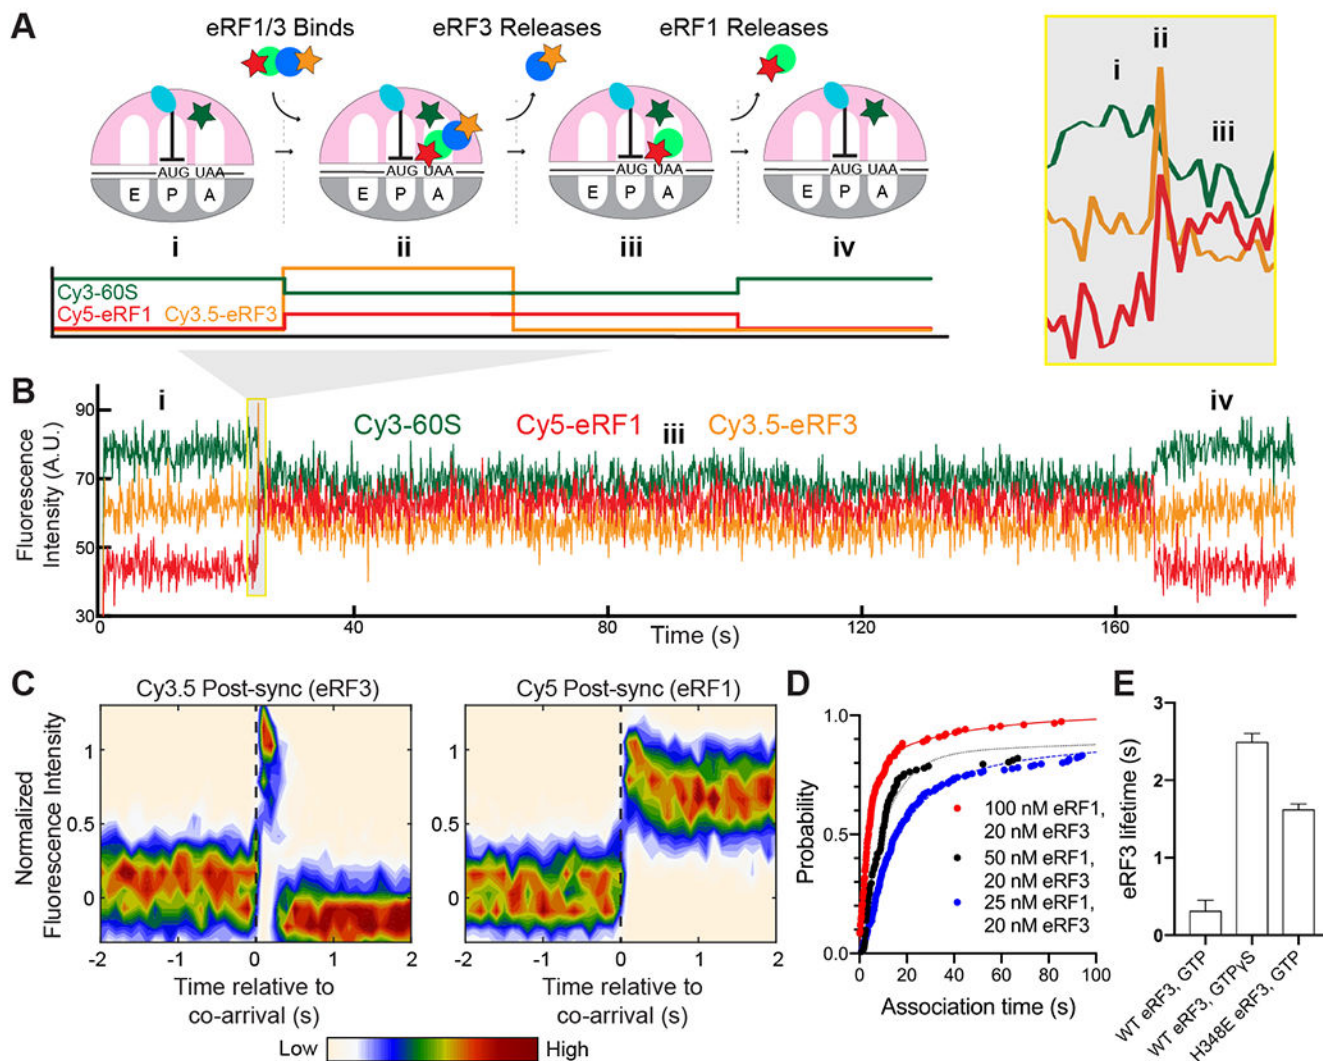 A
eRF1/3 Binds
eRF3 Releases
eRF1 Releases
AUG UAA
AUG UAA
AUG UAA
AUG UAA
E P A
E P A
E P A
E P A
i
ii
iii
iv
Cy3-60S
Cy5-eRF1 Cy3.5-eRF3
i
ii
iii
B
Fluorescence
Intensity (A.U.)
90
70
50
30
i
Cy3-60S
Cy5-eRF1
iii
Cy3.5-eRF3
iv
0
40
80
120
160
Time (s)
C
Cy3.5 Post-sync (eRF3)
Cy5 Post-sync (eRF1)
Normalized
Fluorescence Intensity
1
0.5
0
1
0.5
0
-2 -1 0 1 2
-2 -1 0 1 2
Time relative to
co-arrival (s)
Time relative to
co-arrival (s)
Low
High
D
Probability
1.0
0.5
0.0
100 nM eRF1,
20 nM eRF3
50 nM eRF1,
20 nM eRF3
25 nM eRF1,
20 nM eRF3
0 20 40 60 80 100
Association time (s)
E
eRF3 lifetime (s)
3
2
1
0
WT eRF3, GTP
WT eRF3, GTPγS
H348E eRF3, GTP